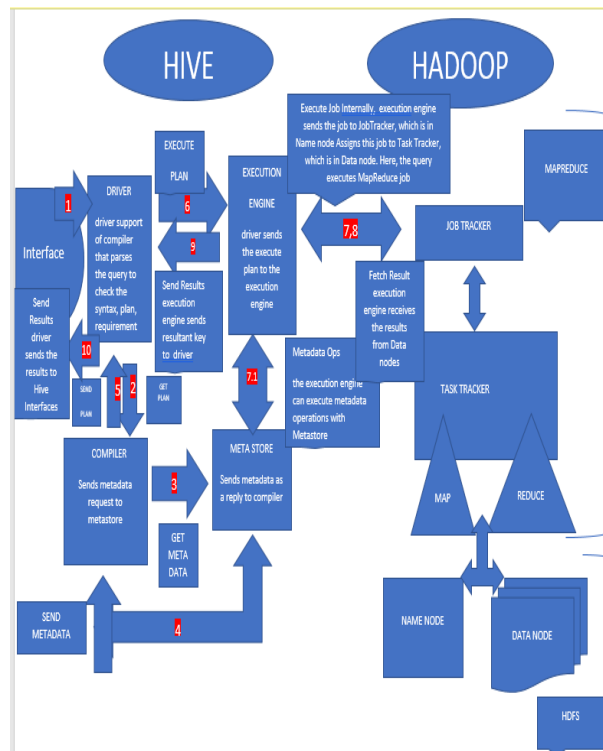 HIVE
HADOOP
Execute Job Internally, execution engine
sends the job to JobTracker, which is in
Name node Assigns this job to Task Tracker,
which is in Data node. Here, the query
executes MapReduce job
EXECUTE
PLAN
MAPREDUCE
1
DRIVER
driver support
of compiler
that parses
the query to
check the
syntax, plan,
requirement
6
EXECUTION
ENGINE
driver sends
the execute
plan to the
execution
engine
7,8
JOB TRACKER
Interface
9
Send Results
execution
engine sends
resultant key
to driver
Fetch Result
execution
engine receives
the results
from Data
nodes
Send
Results
driver
sends the
results to
Hive
Interfaces
10
SEND
PLAN
5
2
GET
PLAN
7.1
Metadata Ops
the execution engine
can execute metadata
operations with
Metastore
TASK TRACKER
COMPILER
Sends metadata
request to
metastore
3
META STORE
Sends metadata as
a reply to compiler
GET
META
DATA
MAP
REDUCE
SEND
METADATA
4
NAME NODE
DATA NODE
HDFS